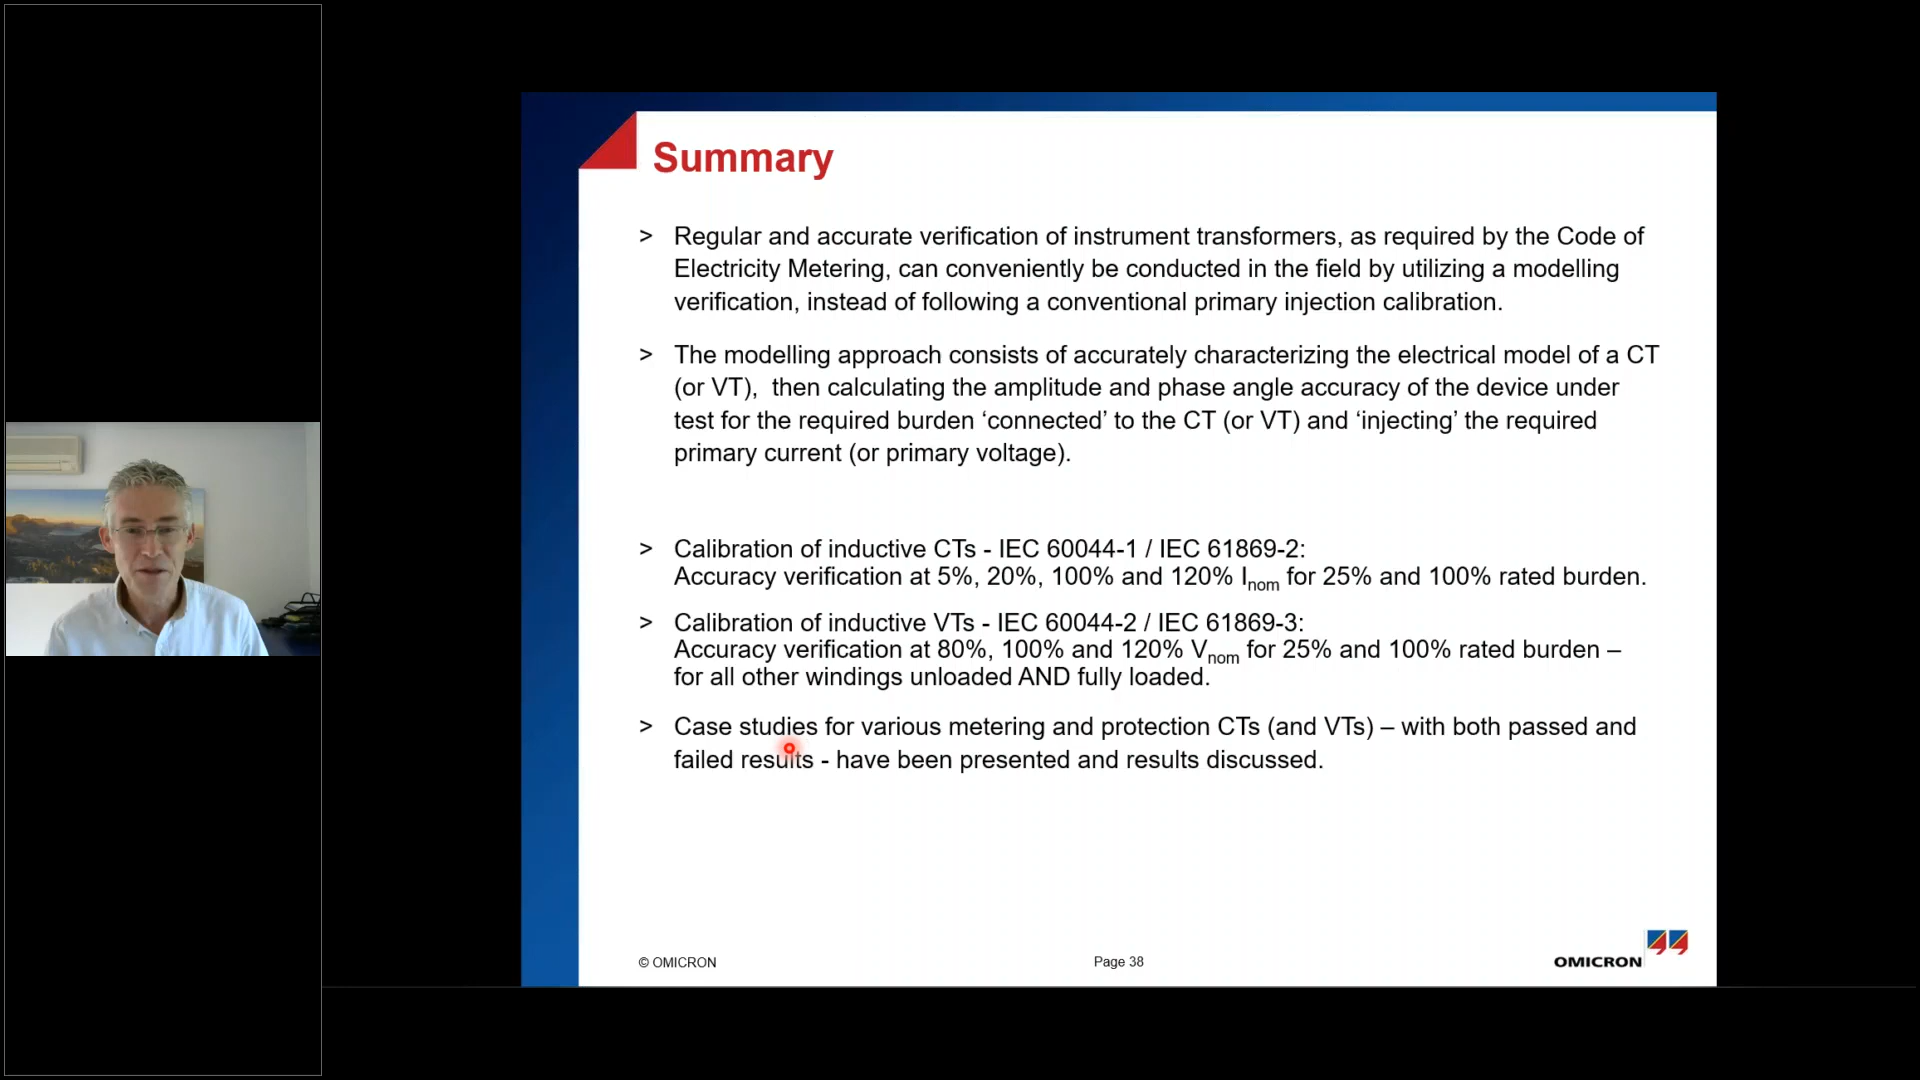 Summary
> Regular and accurate verification of instrument transformers, as required by the Code of
Electricity Metering, can conveniently be conducted in the field by utilizing a modelling
verification, instead of following a conventional primary injection calibration.
> The modelling approach consists of accurately characterizing the electrical model of a CT
(or VT), then calculating the amplitude and phase angle accuracy of the device under
test for the required burden ‘connected’ to the CT (or VT) and ‘injecting’ the required
primary current (or primary voltage).
> Calibration of inductive CTs - IEC 60044-1 / IEC 61869-2:
Accuracy verification at 5%, 20%, 100% and 120% Inom for 25% and 100% rated burden.
> Calibration of inductive VTs - IEC 60044-2 / IEC 61869-3:
Accuracy verification at 80%, 100% and 120% Vnom for 25% and 100% rated burden –
for all other windings unloaded AND fully loaded.
> Case studies for various metering and protection CTs (and VTs) – with both passed and
failed results - have been presented and results discussed.
© OMICRON
Page 38
OMICRON